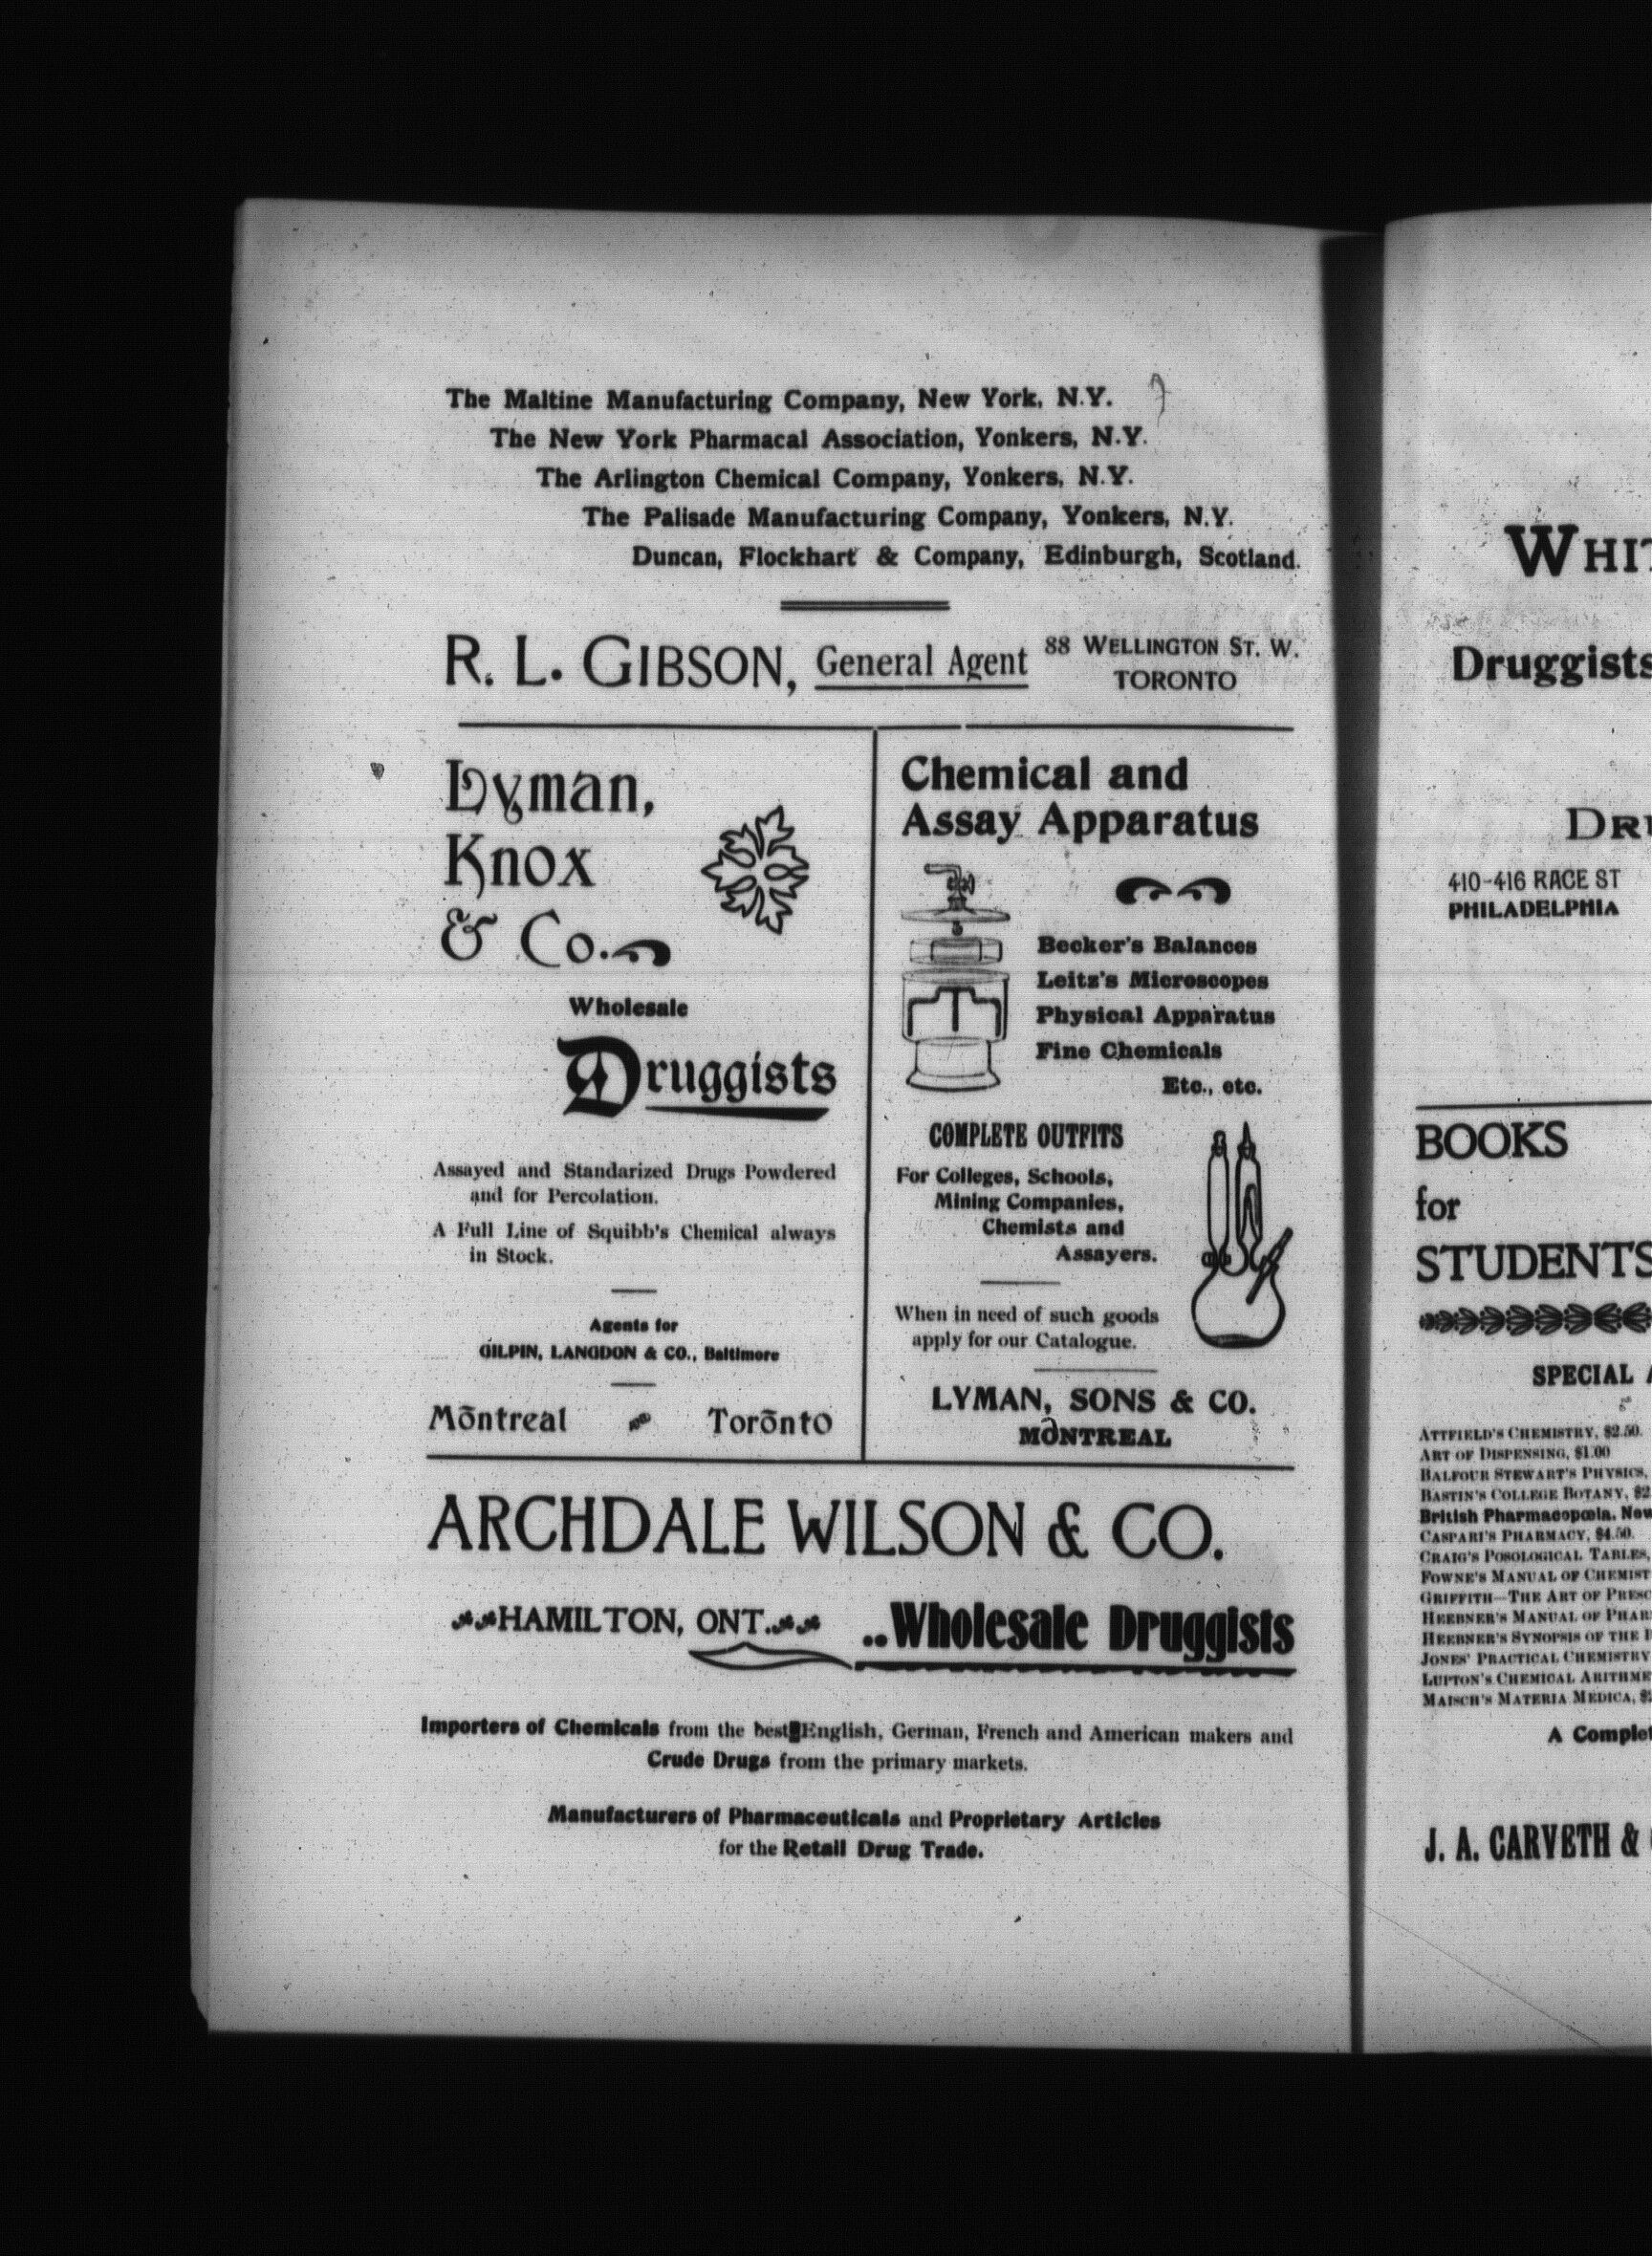 The Maltine Manufacturing Company, New York, N.Y.
The New York Pharmacal Association, Yonkers, N.Y.
The Arlington Chemical Company, Yonkers, N.Y.
The Palisade Manufacturing Company, Yonkers, N.Y.
Duncan, Flockhart & Company, Edinburgh, Scotland.
R. L. GIBSON, General Agent
88 WELLINGTON ST. W.
TORONTO
Lyman,
Knox
& Co.
Wholesale
Druggists
Assayed and Standarized Drugs Powdered
and for Percolation.
A Full Line of Squibb's Chemical always
in Stock.
Agents for
GILPIN, LANGDON & CO., Baltimore
Montreal AND Toronto
Chemical and
Assay Apparatus
Becker's Balances
Leitz's Microscopes
Physical Apparatus
Fine Chemicals
Etc., etc.
COMPLETE OUTFITS
For Colleges, Schools,
Mining Companies,
Chemists and
Assayers.
When in need of such goods
apply for our Catalogue.
LYMAN, SONS & CO.
MONTREAL
ARCHDALE WILSON & CO.
HAMILTON, ONT. ..Wholesale Druggists
Importers of Chemicals from the best English, German, French and American makers and
Crude Drugs from the primary markets.
Manufacturers of Pharmaceuticals and Proprietary Articles
for the Retail Drug Trade.
WHIT
Druggists
DRU
410-416 RACE ST
PHILADELPHIA
BOOKS
for
STUDENTS
SPECIAL
ATTFIELD'S CHEMISTRY, $2.50.
ART OF DISPENSING, $1.00
BALFOUR STEWART'S PHYSICS,
BASTIN'S COLLEGE BOTANY, $2
British Pharmacopœia. New
CASPARI'S PHARMACY, $4.50.
CRAIG'S POSOLOGICAL TABLES,
FOWNE'S MANUAL OF CHEMIST
GRIFFITH—THE ART OF PRESC
HEEBNER'S MANUAL OF PHAR
HEEBNER'S SYNOPSIS OF THE
JONES' PRACTICAL CHEMISTRY
LUPTON'S CHEMICAL ARITHME
MAISCH'S MATERIA MEDICA, $
A Complet
J. A. CARVETH &